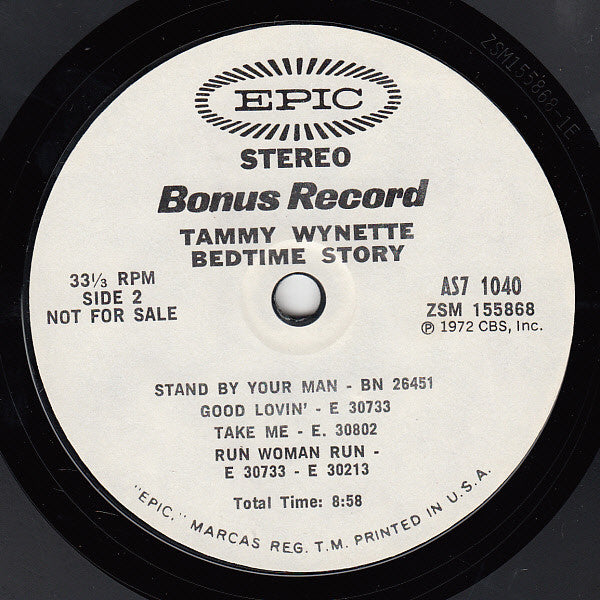 EPIC
STEREO
Bonus Record
TAMMY WYNETTE
BEDTIME STORY
33⅓ RPM
SIDE 2
NOT FOR SALE
AS7 1040
ZSM 155868
℗ 1972 CBS, Inc.
STAND BY YOUR MAN - BN 26451
GOOD LOVIN' - E 30733
TAKE ME - E. 30802
RUN WOMAN RUN -
E 30733 - E 30213
Total Time: 8:58
"EPIC," MARCAS REG. T.M. PRINTED IN U.S.A.
ZSM155868-1E